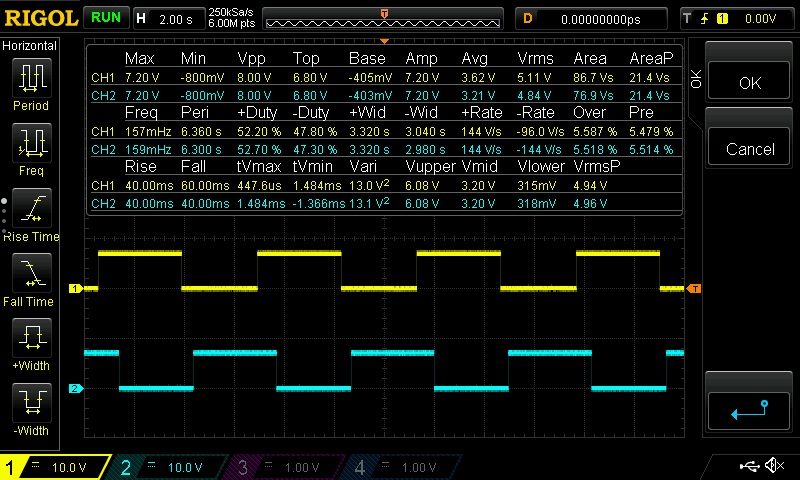 RIGOL RUN H 2.00 s 250kSa/s 6.00M pts T D 0.00000000ps T 1 0.00V
Horizontal
Period
Freq
Rise Time
Fall Time
+Width
-Width
Max Min Vpp Top Base Amp Avg Vrms Area AreaP
CH1 7.20 V -800mV 8.00 V 6.80 V -405mV 7.20 V 3.62 V 5.11 V 86.7 Vs 21.4 Vs
CH2 7.20 V -800mV 8.00 V 6.80 V -403mV 7.20 V 3.21 V 4.84 V 76.9 Vs 21.4 Vs
Freq Peri +Duty -Duty +Wid -Wid +Rate -Rate Over Pre
CH1 157mHz 6.360 s 52.20 % 47.80 % 3.320 s 3.040 s 144 V/s -96.0 V/s 5.587 % 5.479 %
CH2 159mHz 6.300 s 52.70 % 47.30 % 3.320 s 2.980 s 144 V/s -144 V/s 5.518 % 5.514 %
Rise Fall tVmax tVmin Vari Vupper Vmid Vlower VrmsP
CH1 40.00ms 60.00ms 447.6us 1.484ms 13.0 V² 6.08 V 3.20 V 315mV 4.94 V
CH2 40.00ms 40.00ms 1.484ms -1.366ms 13.1 V² 6.08 V 3.20 V 318mV 4.96 V
1
T
2
OK
OK
Cancel
1 10.0 V 2 10.0 V 3 1.00 V 4 1.00 V